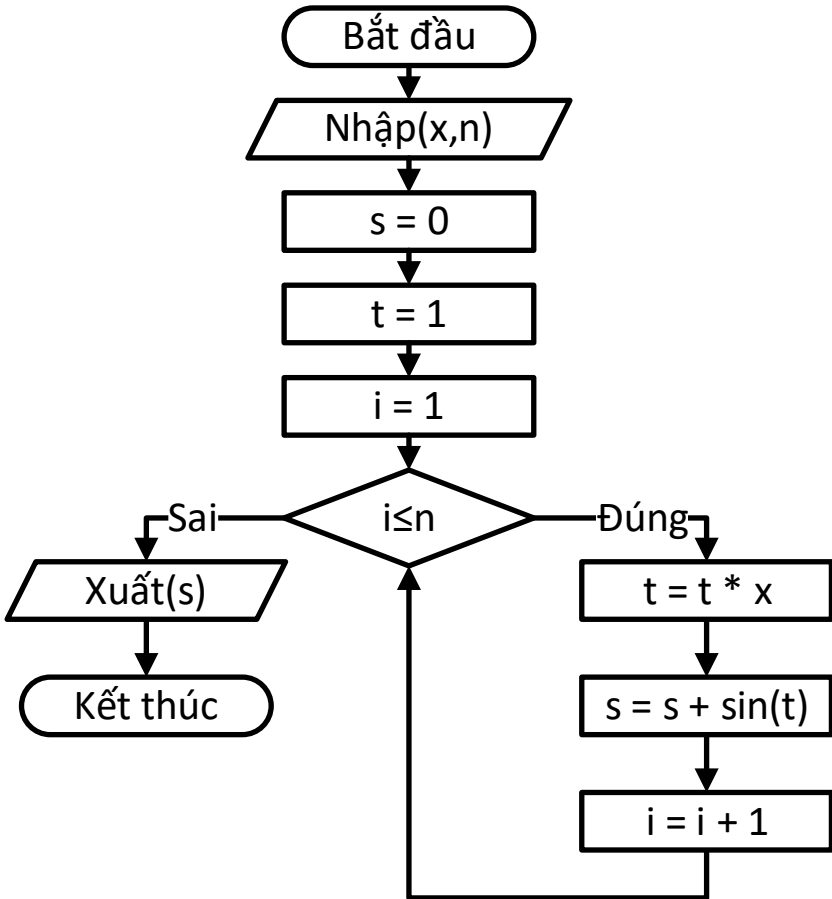 Bắt đầu
Nhập(x,n)
s = 0
t = 1
i = 1
i≤n
Sai
Đúng
Xuất(s)
Kết thúc
t = t * x
s = s + sin(t)
i = i + 1